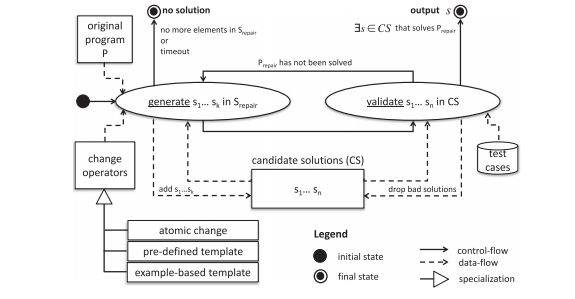 no solution
output s
original
program
P
no more elements in S_repair
or
timeout
∃s ∈ CS that solves P_repair
P_repair has not been solved
generate s₁... sₖ in S_repair
validate s₁... sₙ in CS
change
operators
candidate solutions (CS)
test
cases
s₁... sₙ
add s₁...sₖ
drop bad solutions
atomic change
pre-defined template
example-based template
Legend
initial state
final state
control-flow
data-flow
specialization